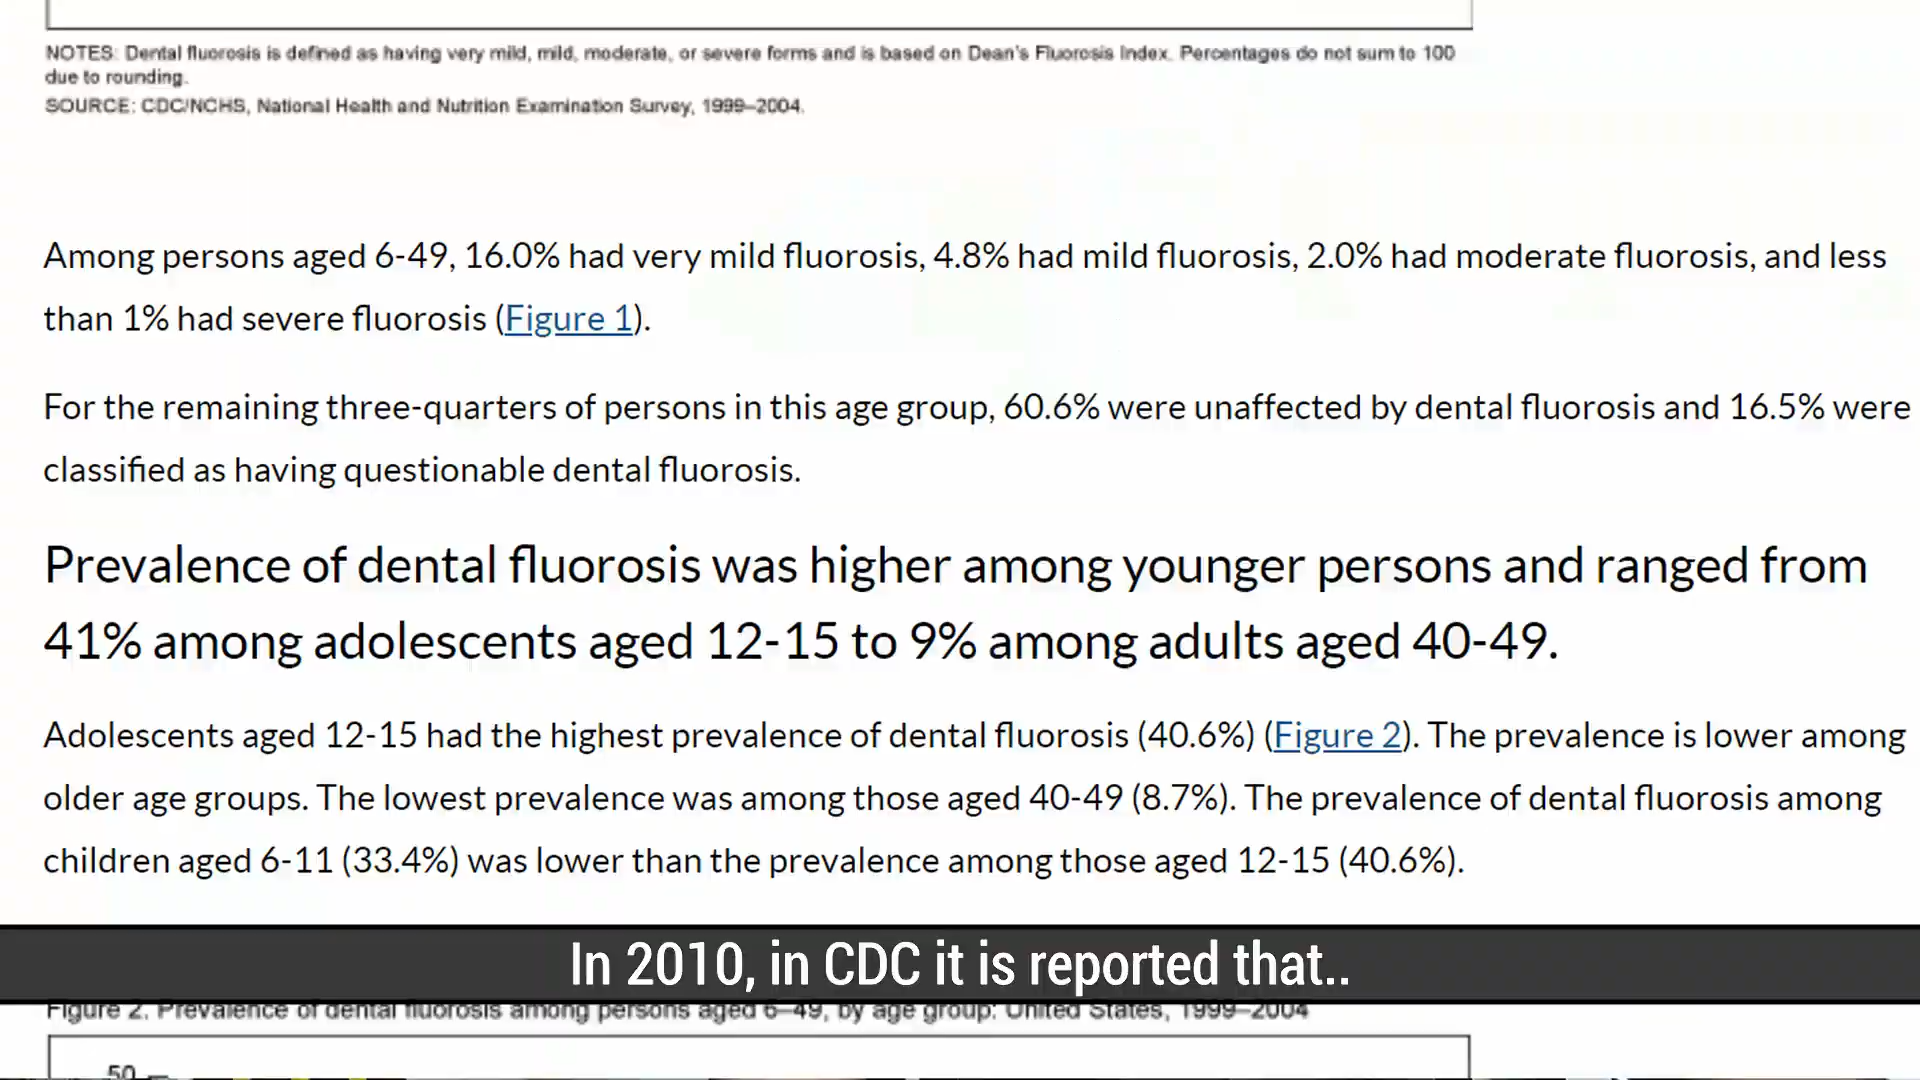 NOTES: Dental fluorosis is defined as having very mild, mild, moderate, or severe forms and is based on Dean's Fluorosis Index. Percentages do not sum to 100
due to rounding.
SOURCE: CDC/NCHS, National Health and Nutrition Examination Survey, 1999–2004.
Among persons aged 6-49, 16.0% had very mild fluorosis, 4.8% had mild fluorosis, 2.0% had moderate fluorosis, and less
than 1% had severe fluorosis (Figure 1).
For the remaining three-quarters of persons in this age group, 60.6% were unaffected by dental fluorosis and 16.5% were
classified as having questionable dental fluorosis.
Prevalence of dental fluorosis was higher among younger persons and ranged from
41% among adolescents aged 12-15 to 9% among adults aged 40-49.
Adolescents aged 12-15 had the highest prevalence of dental fluorosis (40.6%) (Figure 2). The prevalence is lower among
older age groups. The lowest prevalence was among those aged 40-49 (8.7%). The prevalence of dental fluorosis among
children aged 6-11 (33.4%) was lower than the prevalence among those aged 12-15 (40.6%).
In 2010, in CDC it is reported that..
Figure 2. Prevalence of dental fluorosis among persons aged 6–49, by age group: United States, 1999–2004
50